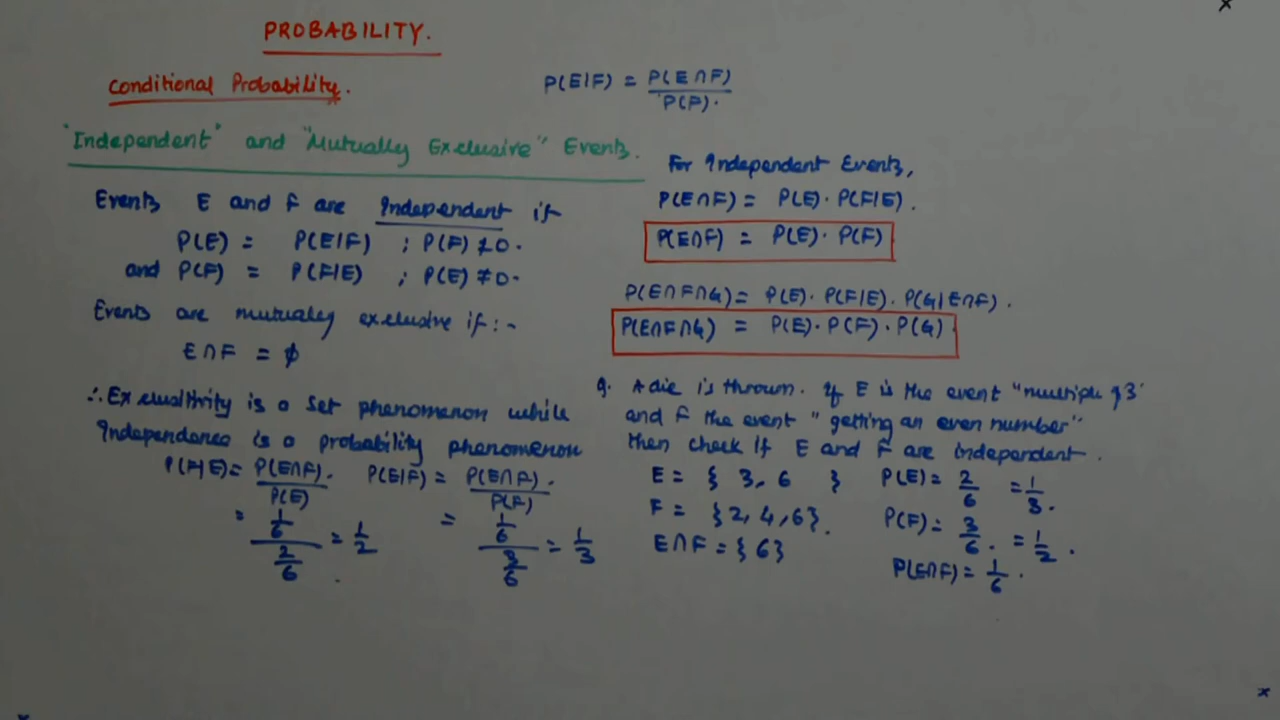 PROBABILITY.
Conditional Probability.
P(E|F) = P(E∩F) / P(F).
"Independent" and "Mutually Exclusive" Events.
Events E and F are Independent if
P(E) = P(E|F) ; P(F) ≠ 0.
and P(F) = P(F|E) ; P(E) ≠ 0.
Events are mutually exclusive if:-
E∩F = ϕ
∴ Exclusivity is a set phenomenon while
Independence is a probability phenomenon
P(F|E) = P(E∩F) / P(E). P(E|F) = P(E∩F) / P(F).
= 1/6 / 2/6 = 1/2 = 1/6 / 3/6 = 1/3
For Independent Events,
P(E∩F) = P(E). P(F|E).
P(E∩F) = P(E). P(F)
P(E∩F∩G) = P(E). P(F|E). P(G|E∩F).
P(E∩F∩G) = P(E). P(F). P(G).
q. A die is thrown. If E is the event "multiple of 3"
and F the event "getting an even number"
then check if E and F are independent.
E = { 3, 6 } P(E) = 2/6 = 1/3.
F = {2, 4, 6}. P(F) = 3/6. = 1/2.
E∩F = {6} P(E∩F) = 1/6.